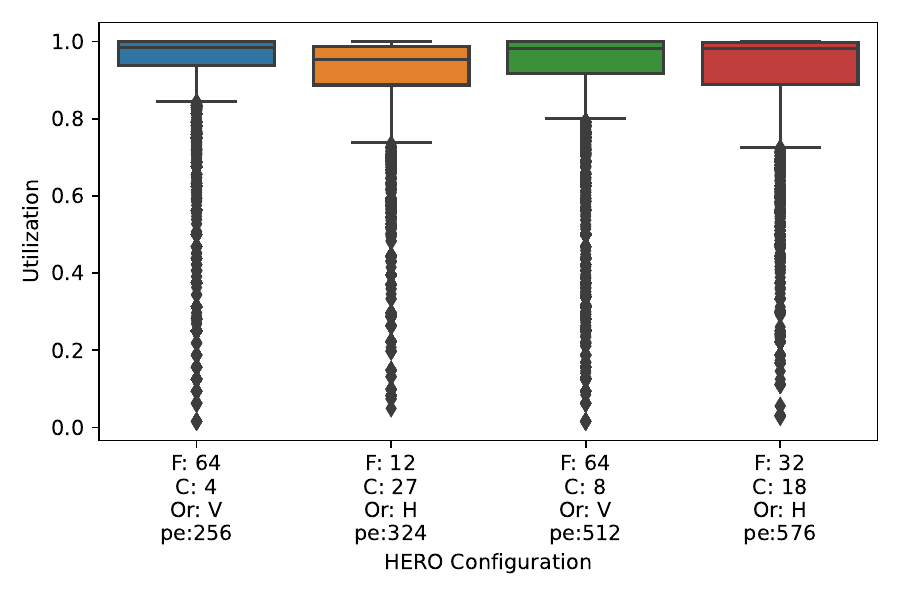 1.0
0.8
0.6
0.4
0.2
0.0
Utilization
F: 64
C: 4
Or: V
pe:256
F: 12
C: 27
Or: H
pe:324
F: 64
C: 8
Or: V
pe:512
F: 32
C: 18
Or: H
pe:576
HERO Configuration